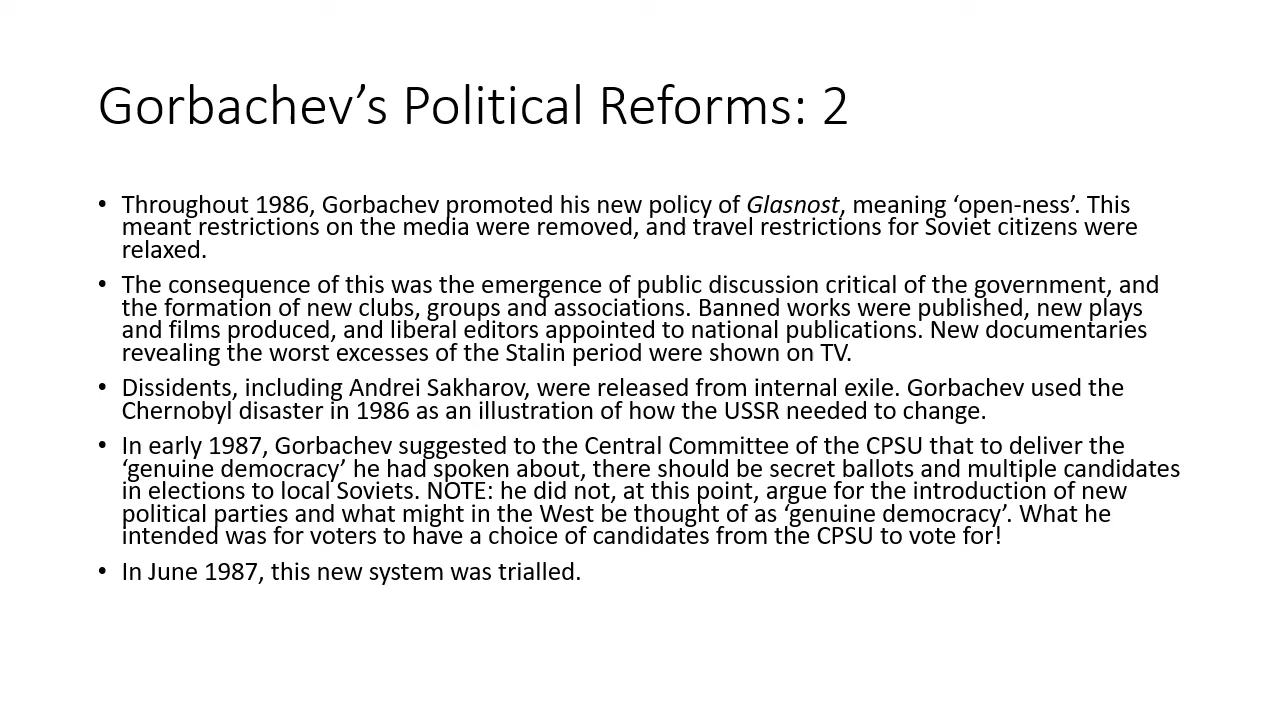 Gorbachev’s Political Reforms: 2
• Throughout 1986, Gorbachev promoted his new policy of Glasnost, meaning ‘open-ness’. This
meant restrictions on the media were removed, and travel restrictions for Soviet citizens were
relaxed.
• The consequence of this was the emergence of public discussion critical of the government, and
the formation of new clubs, groups and associations. Banned works were published, new plays
and films produced, and liberal editors appointed to national publications. New documentaries
revealing the worst excesses of the Stalin period were shown on TV.
• Dissidents, including Andrei Sakharov, were released from internal exile. Gorbachev used the
Chernobyl disaster in 1986 as an illustration of how the USSR needed to change.
• In early 1987, Gorbachev suggested to the Central Committee of the CPSU that to deliver the
‘genuine democracy’ he had spoken about, there should be secret ballots and multiple candidates
in elections to local Soviets. NOTE: he did not, at this point, argue for the introduction of new
political parties and what might in the West be thought of as ‘genuine democracy’. What he
intended was for voters to have a choice of candidates from the CPSU to vote for!
• In June 1987, this new system was trialled.